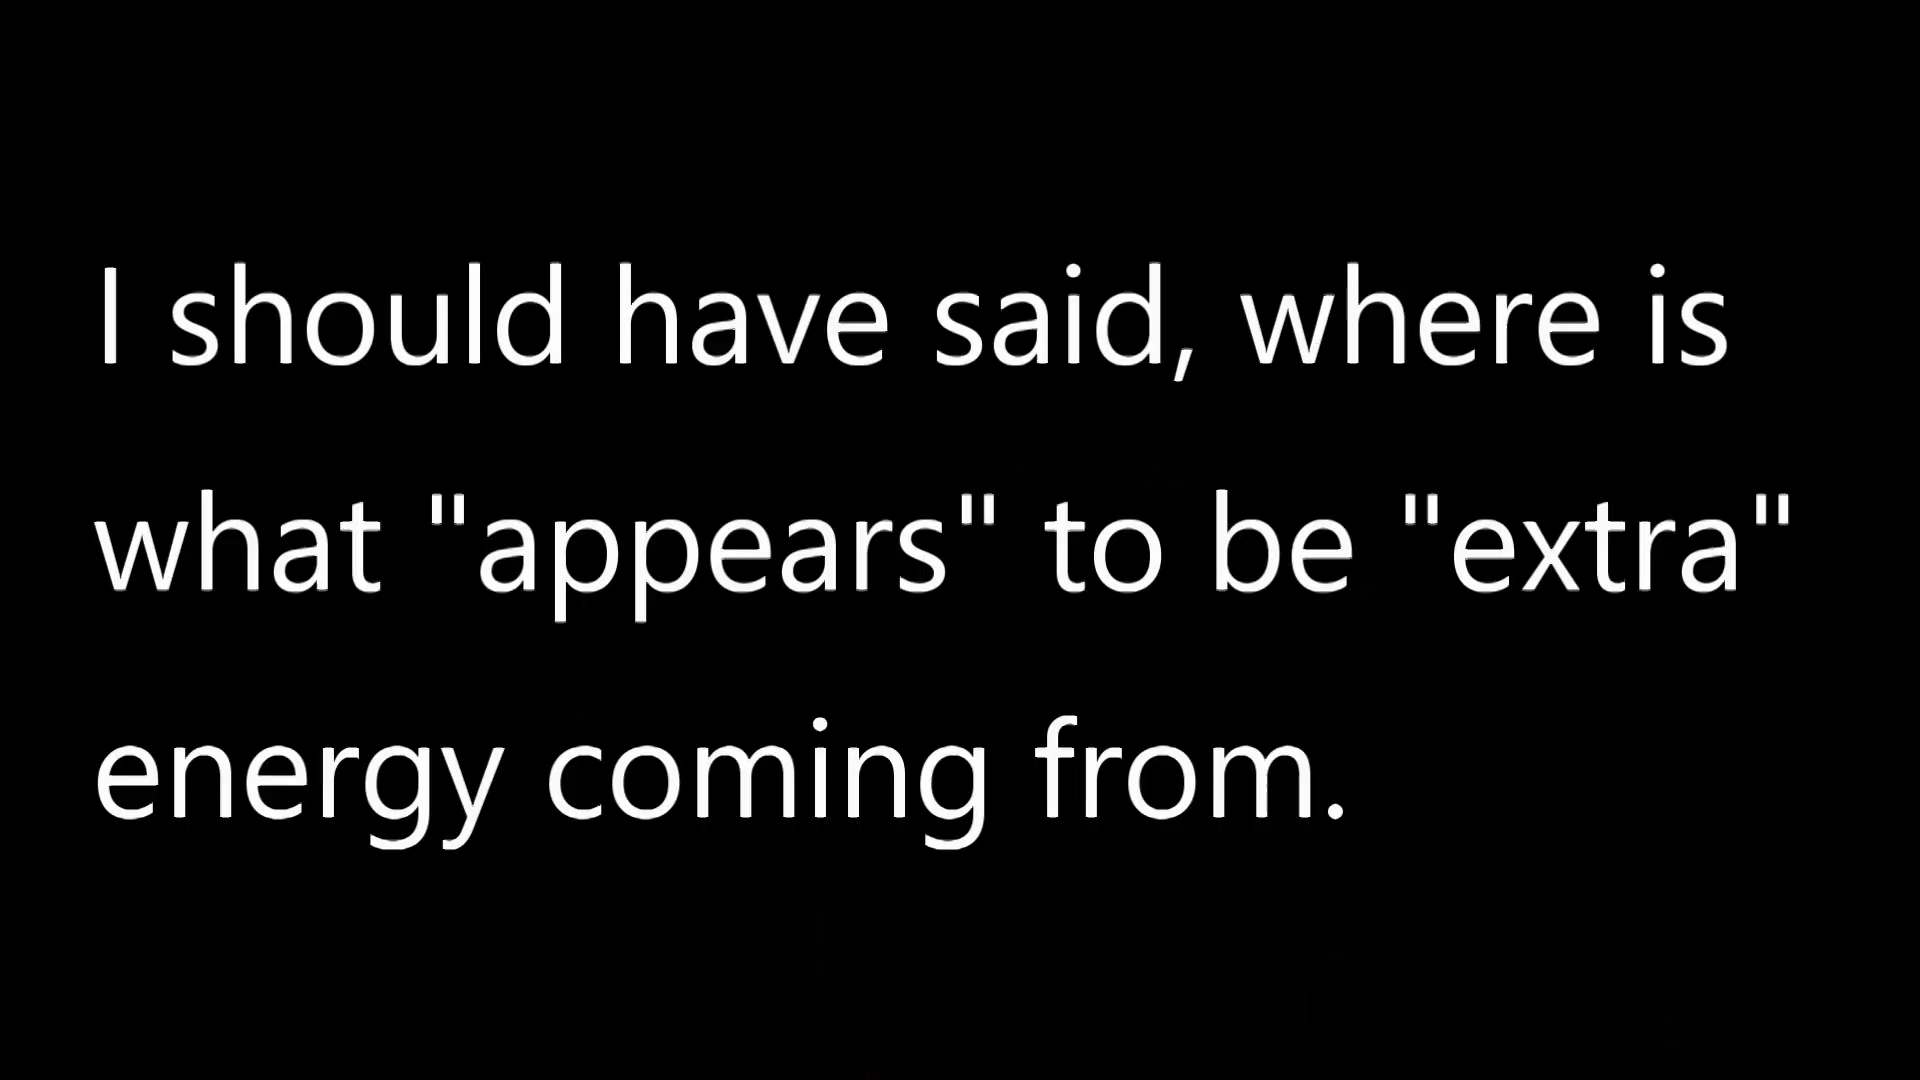 I should have said, where is
what "appears" to be "extra"
energy coming from.